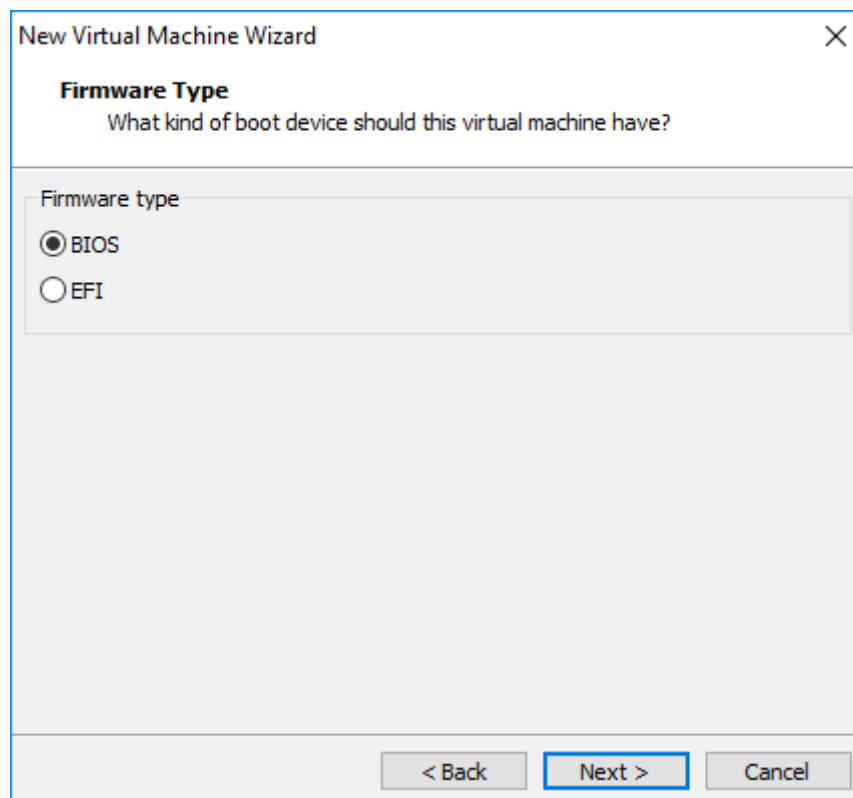 New Virtual Machine Wizard
Firmware Type
What kind of boot device should this virtual machine have?
Firmware type
BIOS
EFI
< Back Next > Cancel